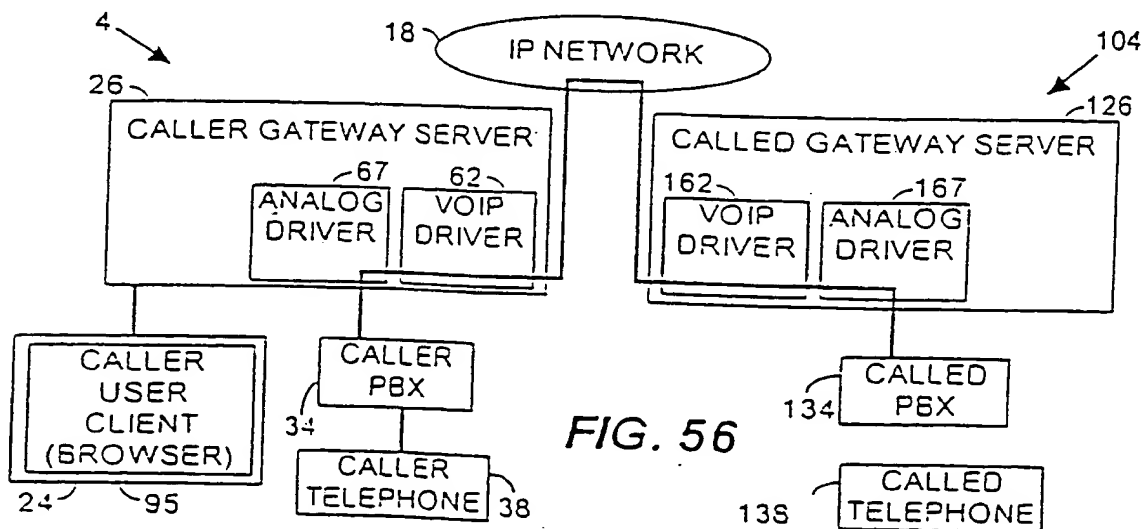 4
18
IP NETWORK
104
26
126
CALLER GATEWAY SERVER
CALLED GATEWAY SERVER
67
62
162
167
ANALOG
DRIVER
VOIP
DRIVER
VOIP
DRIVER
ANALOG
DRIVER
CALLER
USER
CLIENT
(BROWSER)
CALLER
PBX
34
CALLED
PBX
134
FIG. 56
CALLER
TELEPHONE
38
CALLED
TELEPHONE
138
24
95